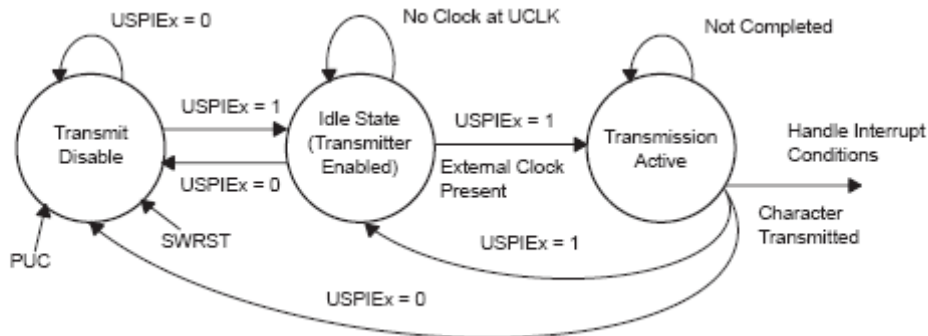 USPIEx = 0
No Clock at UCLK
Not Completed
USPIEx = 1
Transmit
Disable
Idle State
(Transmitter
Enabled)
USPIEx = 1
External Clock
Present
Transmission
Active
Handle Interrupt
Conditions
USPIEx = 0
PUC
SWRST
USPIEx = 1
Character
Transmitted
USPIEx = 0